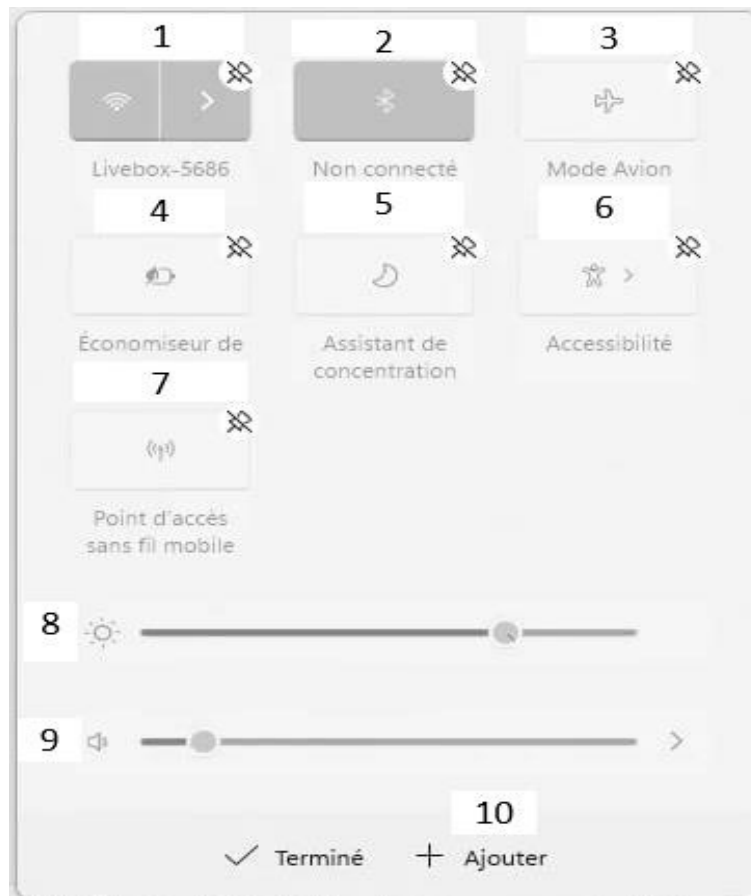 1 2 3
Livebox-5686 Non connecté Mode Avion
4 5 6
Économiseur de Assistant de concentration Accessibilité
7
Point d'accès
sans fil mobile
8
9
10
Terminé Ajouter